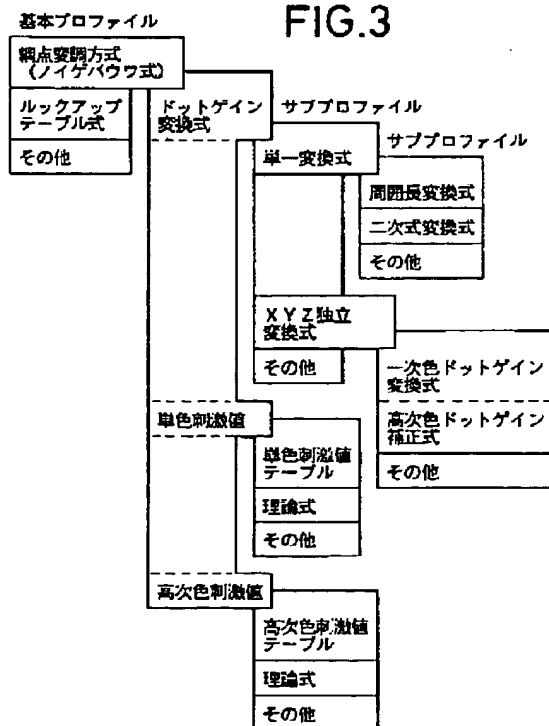 FIG.3
基本プロファイル
網点変調方式
(ノイゲバウワ式)
ルックアップ
テーブル式
その他
ドットゲイン
変換式
サブプロファイル
単一変換式
サブプロファイル
周囲長変換式
二次式変換式
その他
XYZ独立
変換式
その他
一次色ドットゲイン
変換式
高次色ドットゲイン
補正式
その他
単色刺激値
単色刺激値
テーブル
理論式
その他
高次色刺激値
高次色刺激値
テーブル
理論式
その他